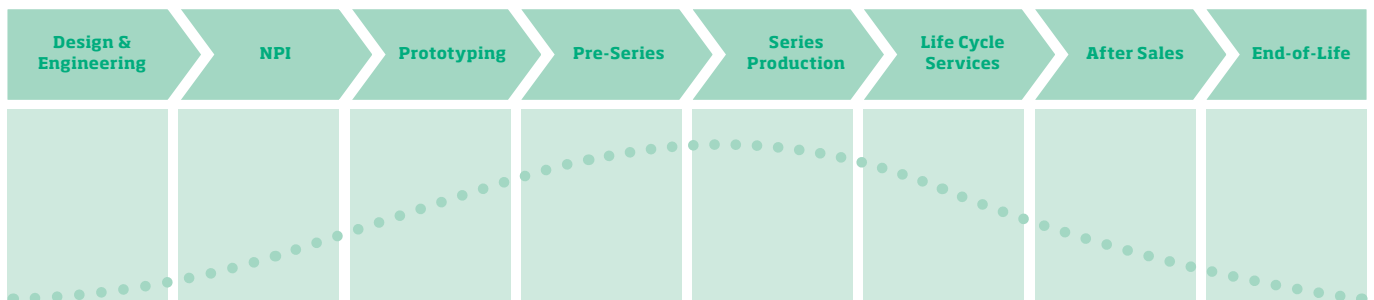 Design &
Engineering
NPI
Prototyping
Pre-Series
Series
Production
Life Cycle
Services
After Sales
End-of-Life